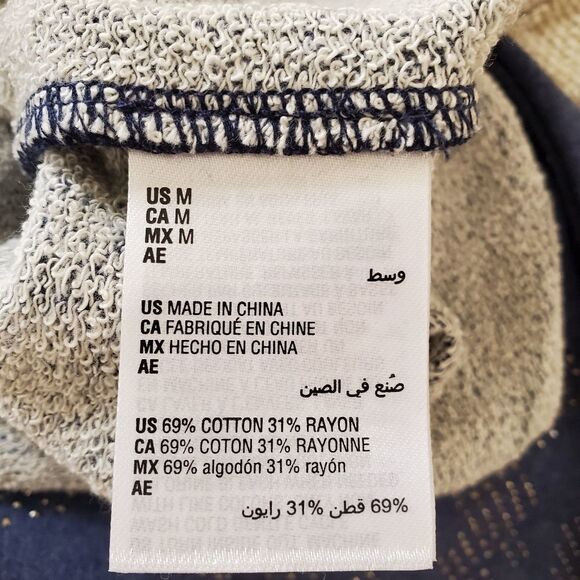 US M
CA M
MX M
AE
وسط
US MADE IN CHINA
CA FABRIQUÉ EN CHINE
MX HECHO EN CHINA
AE
صُنع في الصين
US 69% COTTON 31% RAYON
CA 69% COTON 31% RAYONNE
MX 69% algodón 31% rayón
AE
69% قطن 31% رايون